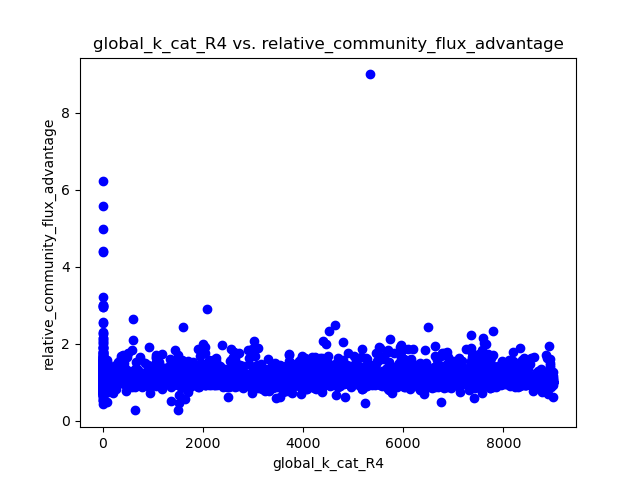 global_k_cat_R4 vs. relative_community_flux_advantage
relative_community_flux_advantage
8
6
4
2
0
0 2000 4000 6000 8000
global_k_cat_R4